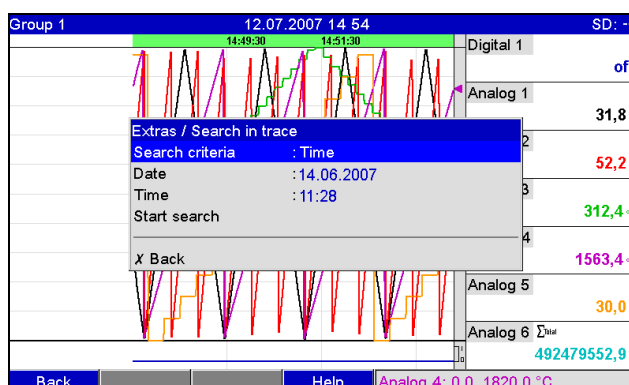 Group 1 12.07.2007 14 54 SD: -
14:49:30 14:51:30
Digital 1
of
Analog 1
31,8
2
52,2
3
312,4
4
1563,4
Analog 5
30,0
Analog 6 Σ Total
492479552,9
Extras / Search in trace
Search criteria : Time
Date :14.06.2007
Time :11:28
Start search
X Back
Back Help Analog 4: 0,0..1820,0 °C